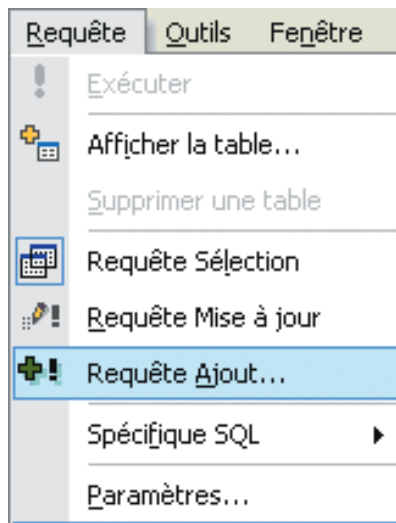 Requête Outils Fenêtre
Exécuter
Afficher la table...
Supprimer une table
Requête Sélection
Requête Mise à jour
Requête Ajout...
Spécifique SQL
Paramètres...